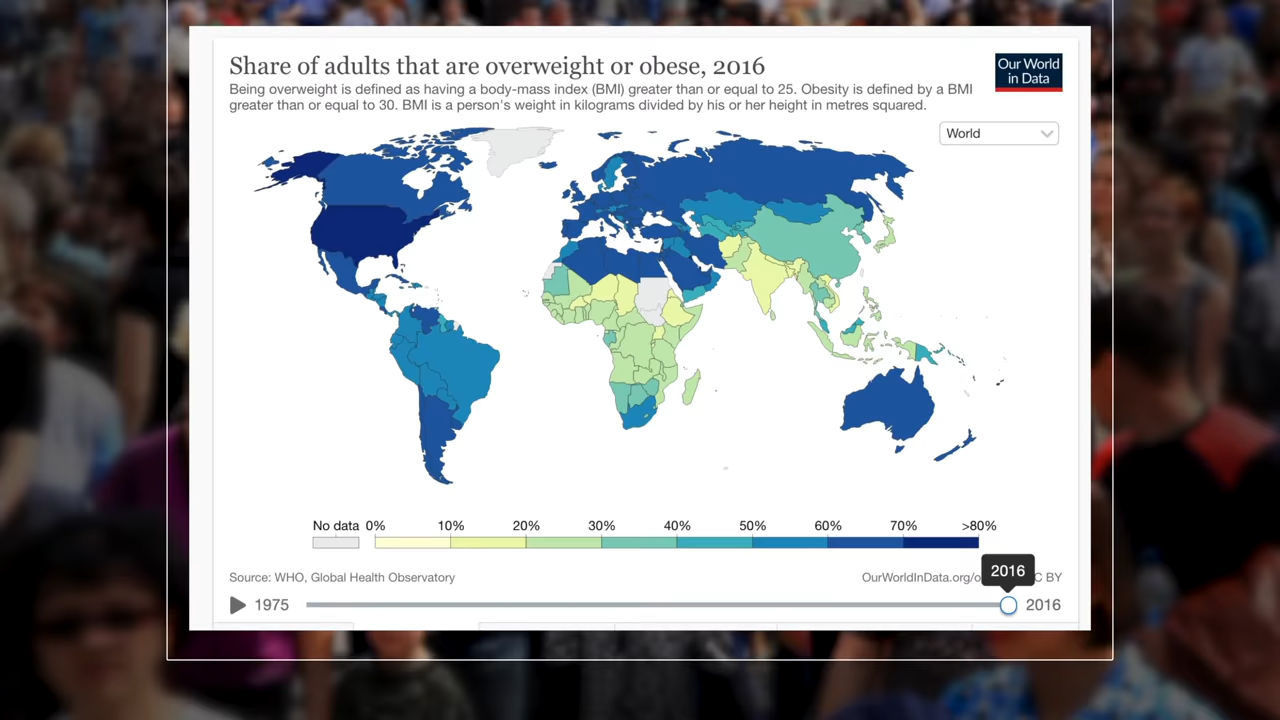 Share of adults that are overweight or obese, 2016
Our World
in Data
Being overweight is defined as having a body-mass index (BMI) greater than or equal to 25. Obesity is defined by a BMI
greater than or equal to 30. BMI is a person's weight in kilograms divided by his or her height in metres squared.
World
No data 0% 10% 20% 30% 40% 50% 60% 70% >80%
Source: WHO, Global Health Observatory
OurWorldInData.org/o
C BY
2016
1975
2016